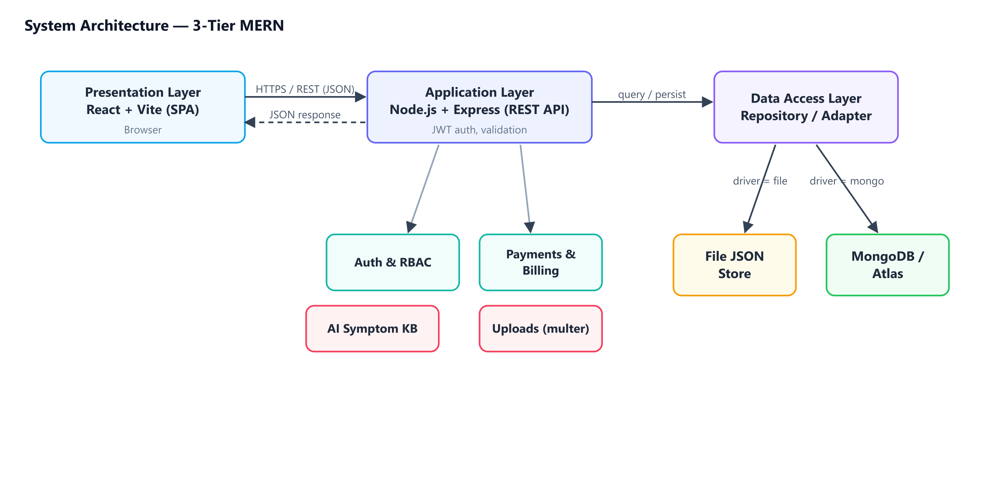 System Architecture — 3-Tier MERN
Presentation Layer
React + Vite (SPA)
Browser
HTTPS / REST (JSON)
JSON response
Application Layer
Node.js + Express (REST API)
JWT auth, validation
query / persist
Data Access Layer
Repository / Adapter
driver = file
driver = mongo
Auth & RBAC
Payments &
Billing
File JSON
Store
MongoDB /
Atlas
AI Symptom KB
Uploads (multer)